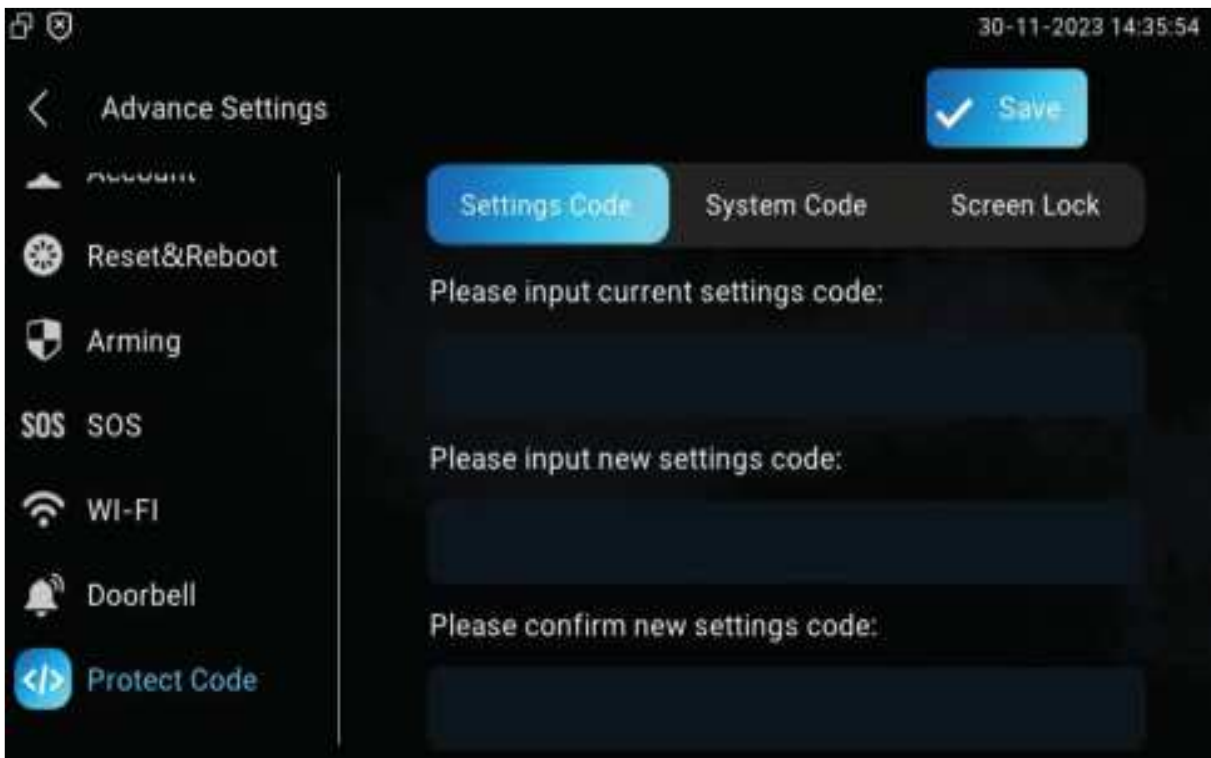 30-11-2023 14:35:54
Advance Settings
Save
Account
Settings Code
System Code
Screen Lock
Reset&Reboot
Please input current settings code:
Arming
SOS SOS
Please input new settings code:
WI-FI
Doorbell
Please confirm new settings code:
</> Protect Code